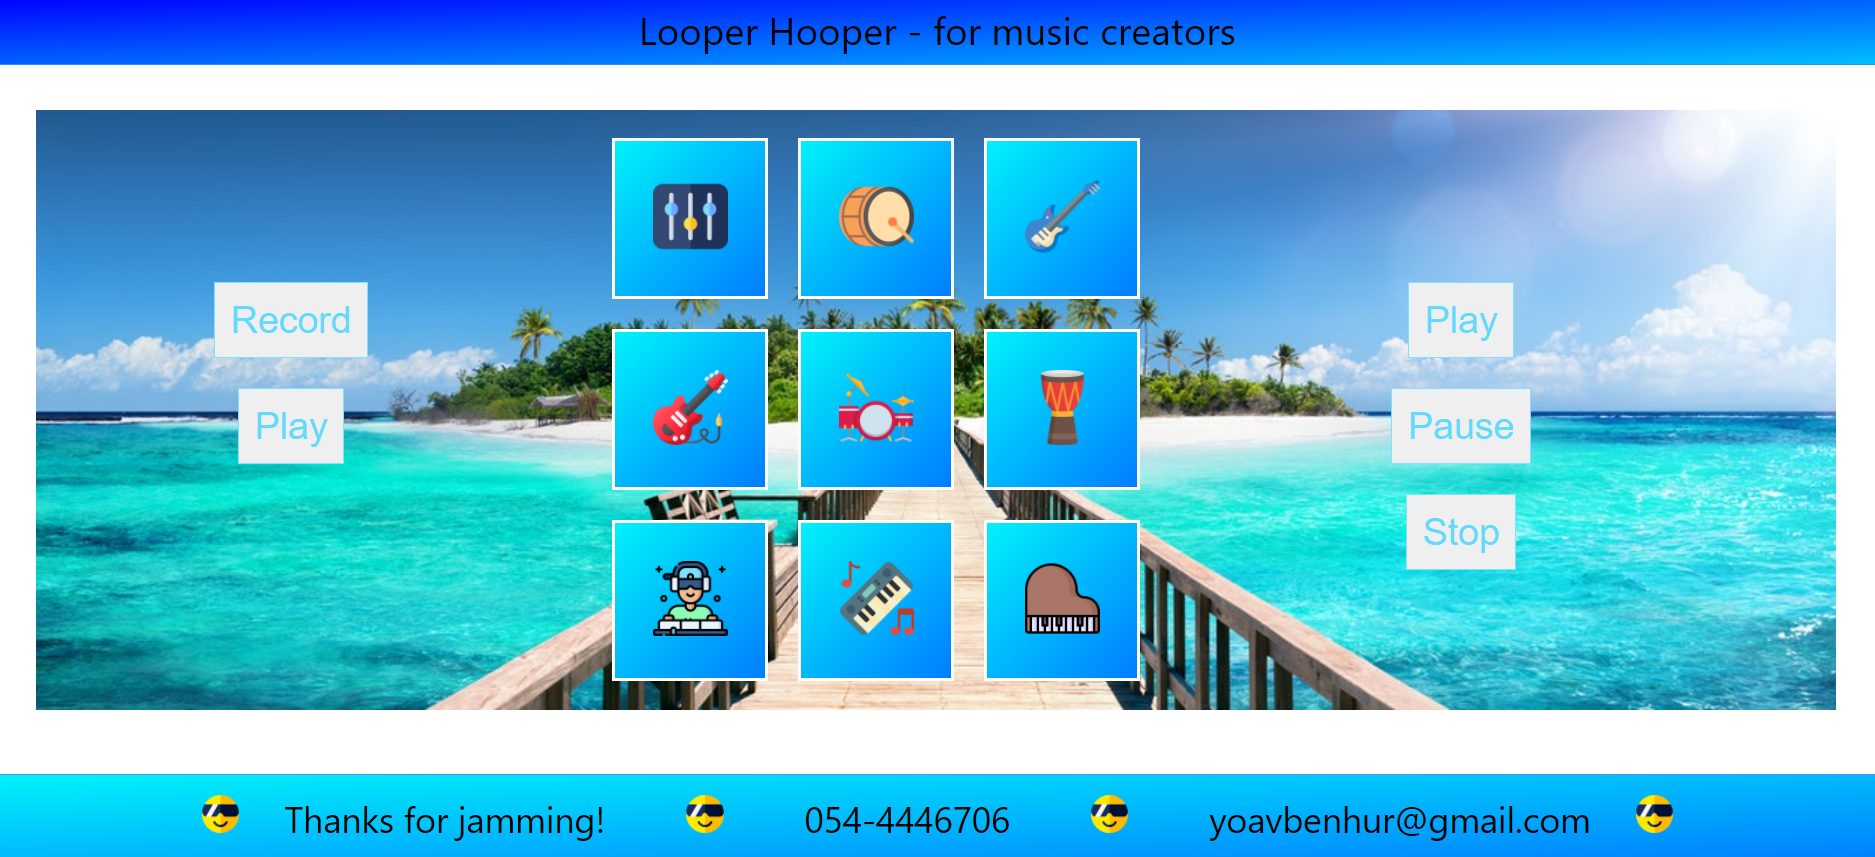 Looper Hooper - for music creators
Record
Play
Play
Pause
Stop
Thanks for jamming!
054-4446706
yoavbenhur@gmail.com